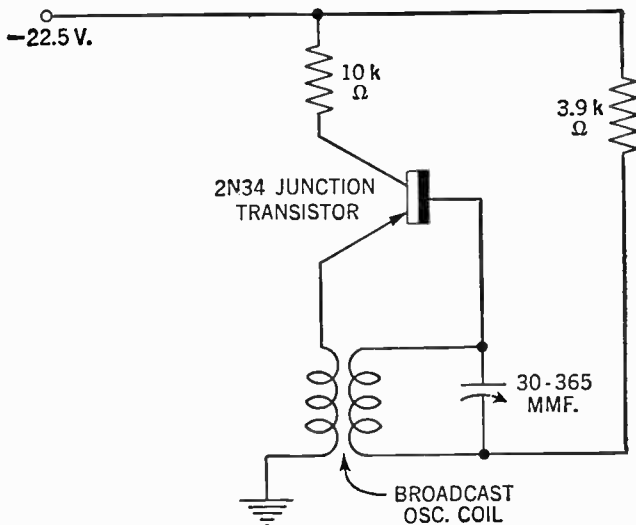 −22.5 V.
10 k
Ω
3.9 k
Ω
2N34 JUNCTION
TRANSISTOR
30-365
MMF.
BROADCAST
OSC. COIL